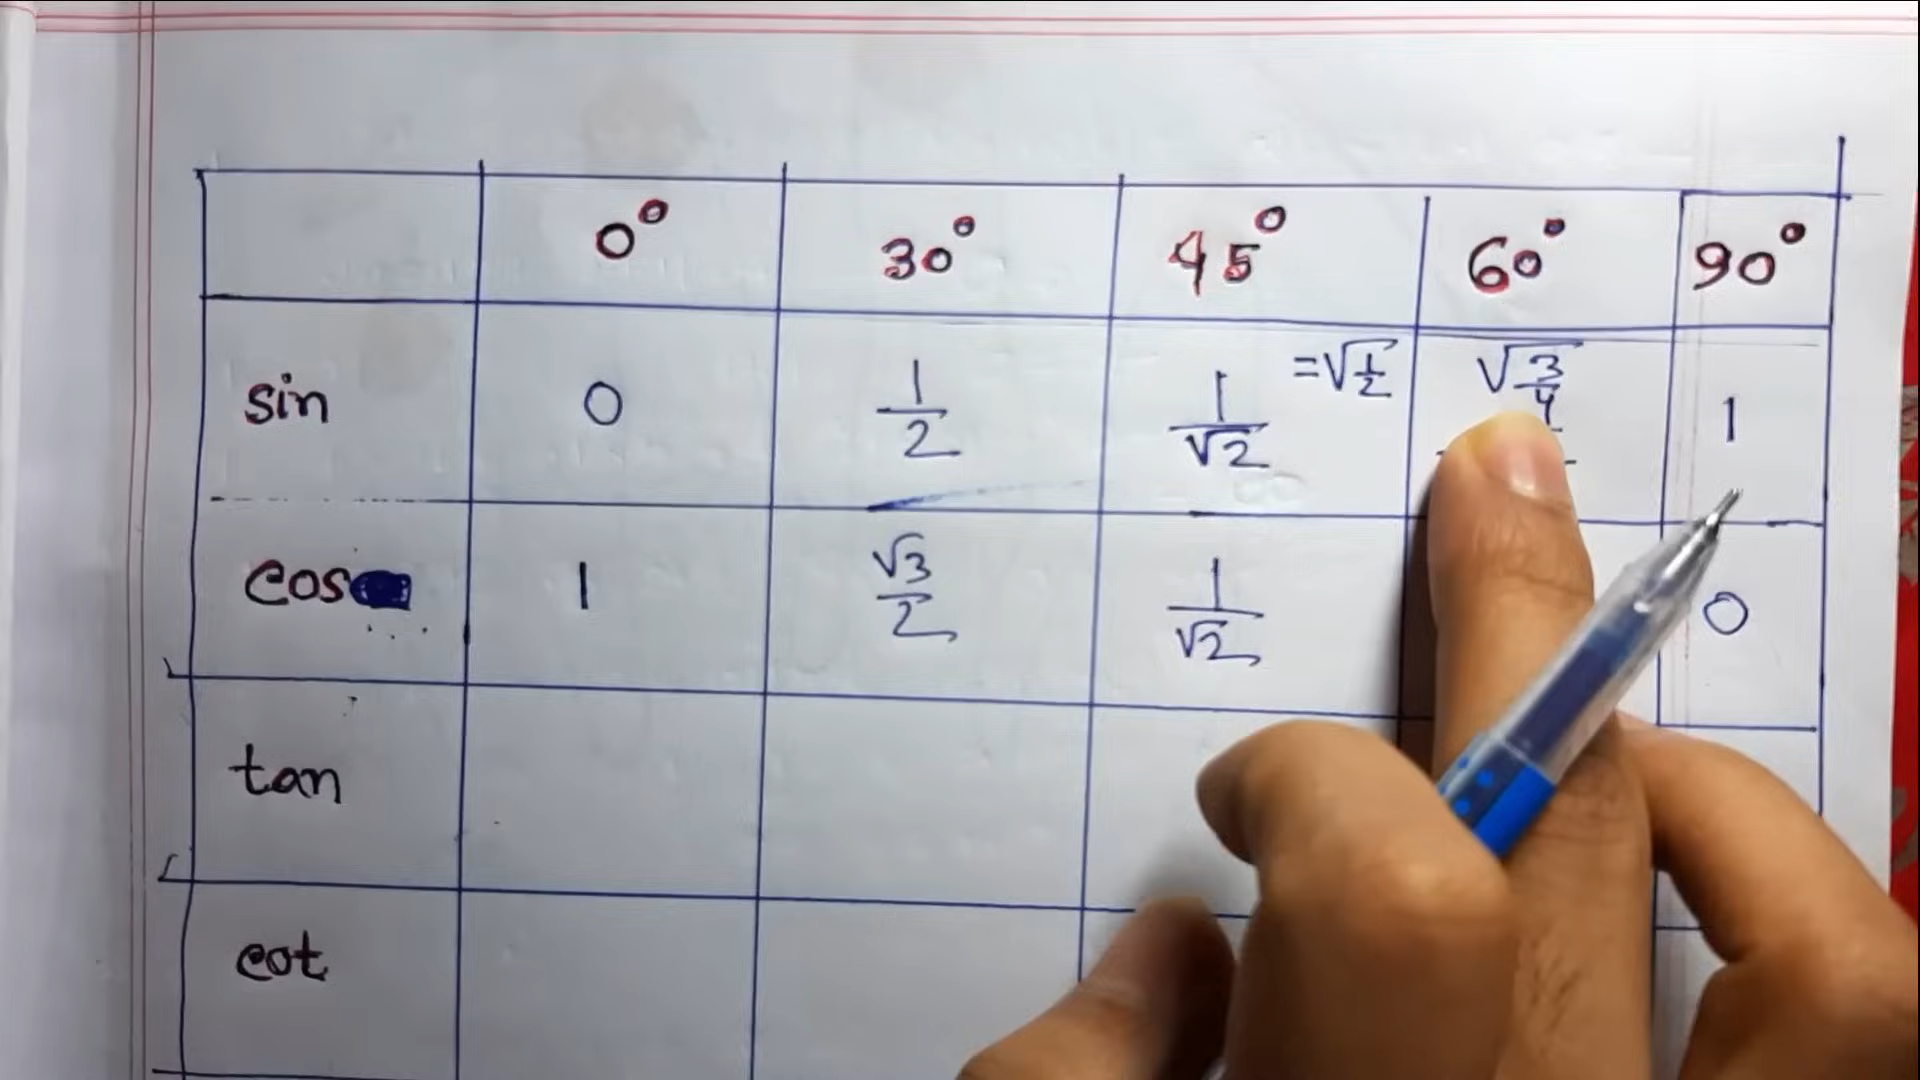 0° 30° 45° 60° 90°
sin 0 1/2 1/√2 =√1/2 √3/4 1
cos 1 √3/2 1/√2 0
tan
cot